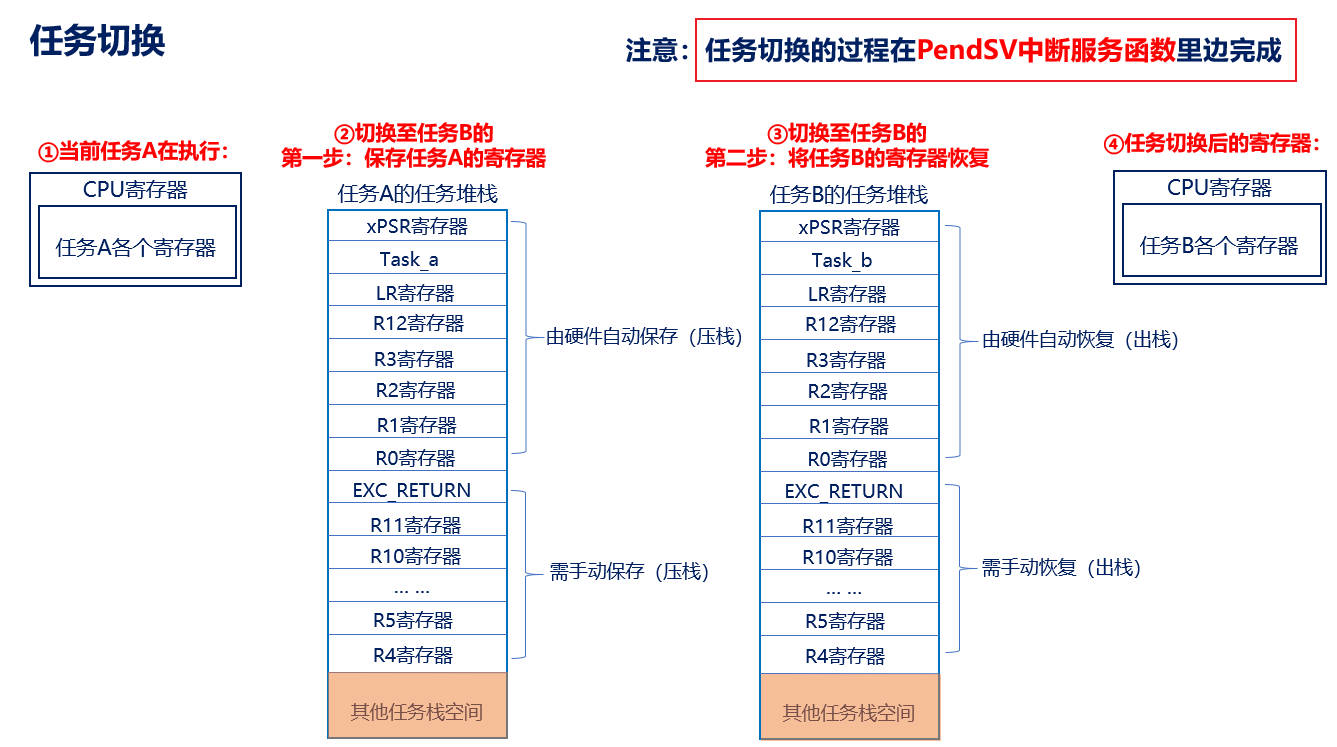 任务切换
注意：任务切换的过程在PendSV中断服务函数里边完成
①当前任务A在执行：
CPU寄存器
任务A各个寄存器
②切换至任务B的
第一步：保存任务A的寄存器
任务A的任务堆栈
xPSR寄存器
Task_a
LR寄存器
R12寄存器
R3寄存器
R2寄存器
R1寄存器
R0寄存器
EXC_RETURN
R11寄存器
R10寄存器
... ...
R5寄存器
R4寄存器
其他任务栈空间
由硬件自动保存（压栈）
需手动保存（压栈）
③切换至任务B的
第二步：将任务B的寄存器恢复
任务B的任务堆栈
xPSR寄存器
Task_b
LR寄存器
R12寄存器
R3寄存器
R2寄存器
R1寄存器
R0寄存器
EXC_RETURN
R11寄存器
R10寄存器
... ...
R5寄存器
R4寄存器
其他任务栈空间
由硬件自动恢复（出栈）
需手动恢复（出栈）
④任务切换后的寄存器：
CPU寄存器
任务B各个寄存器